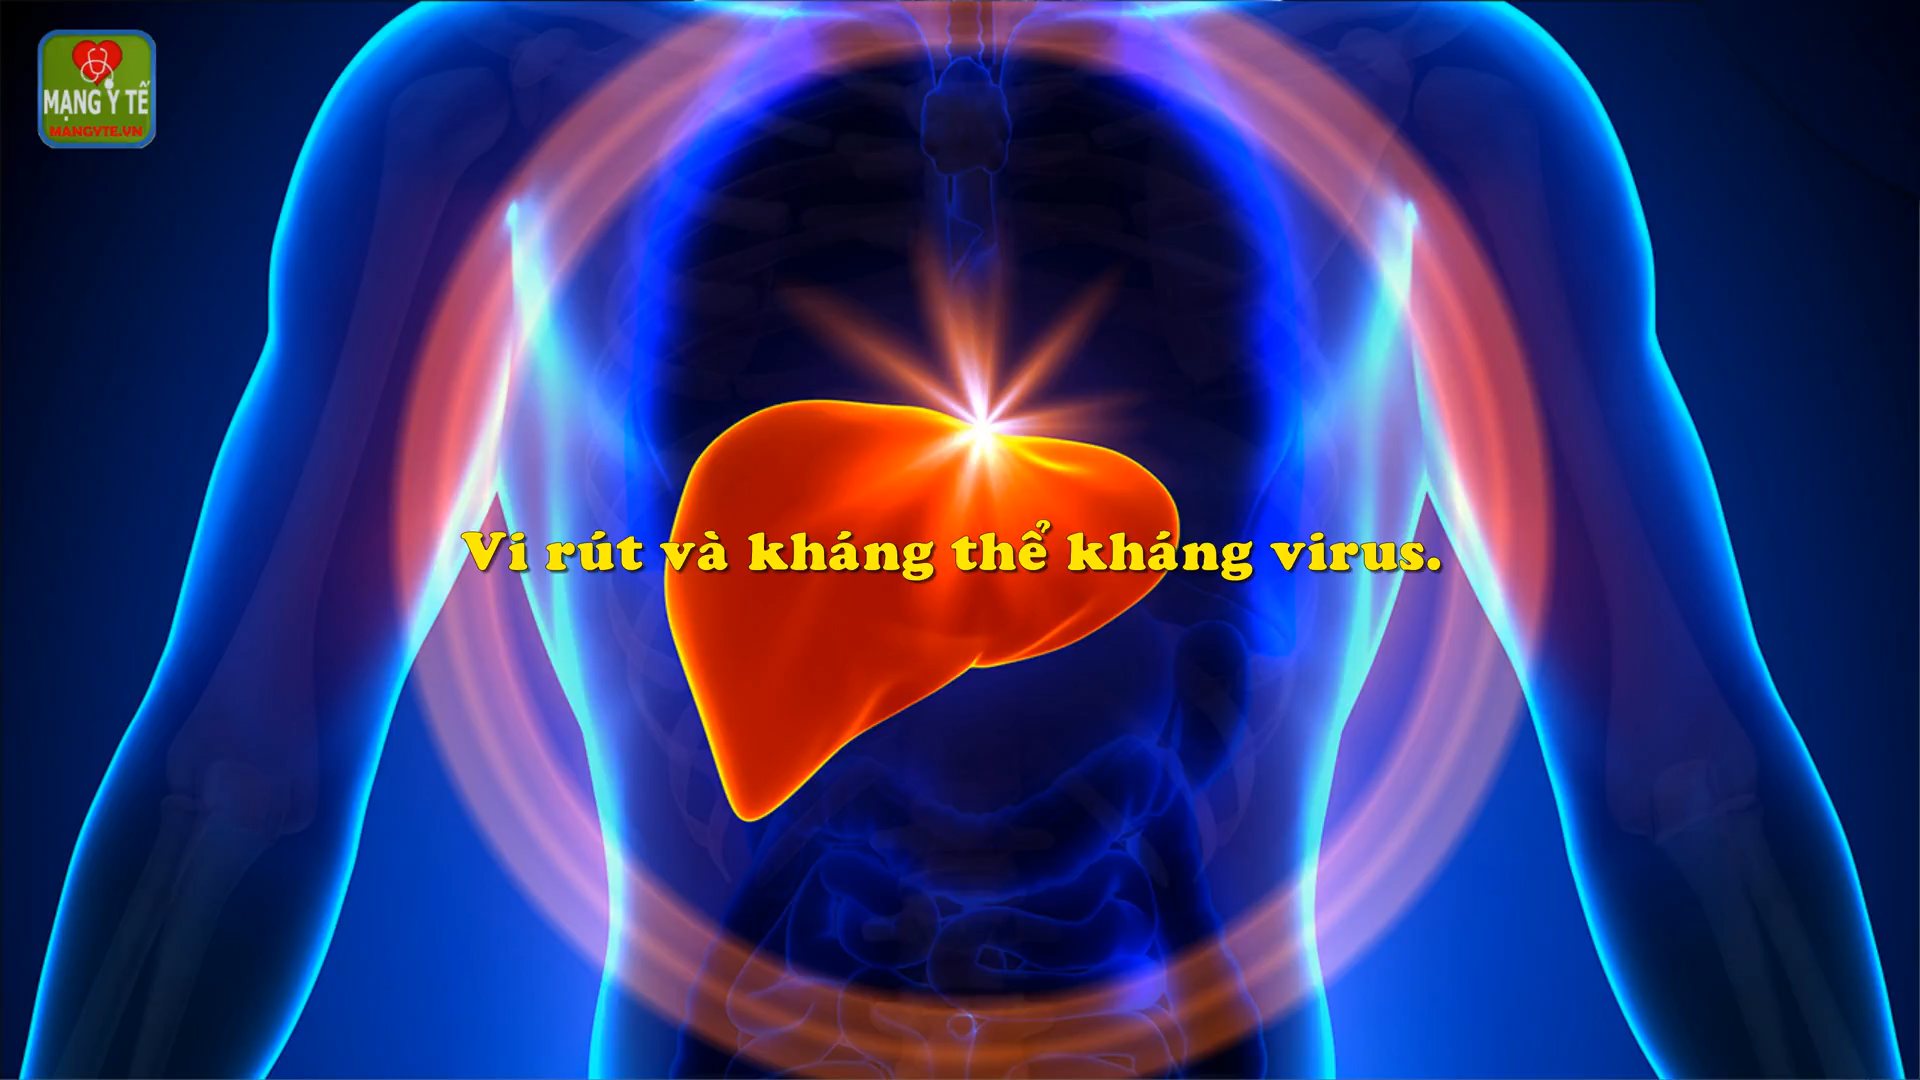 MẠNG Y TẾ
MANGYTE.VN
Vi rút và kháng thể kháng virus.